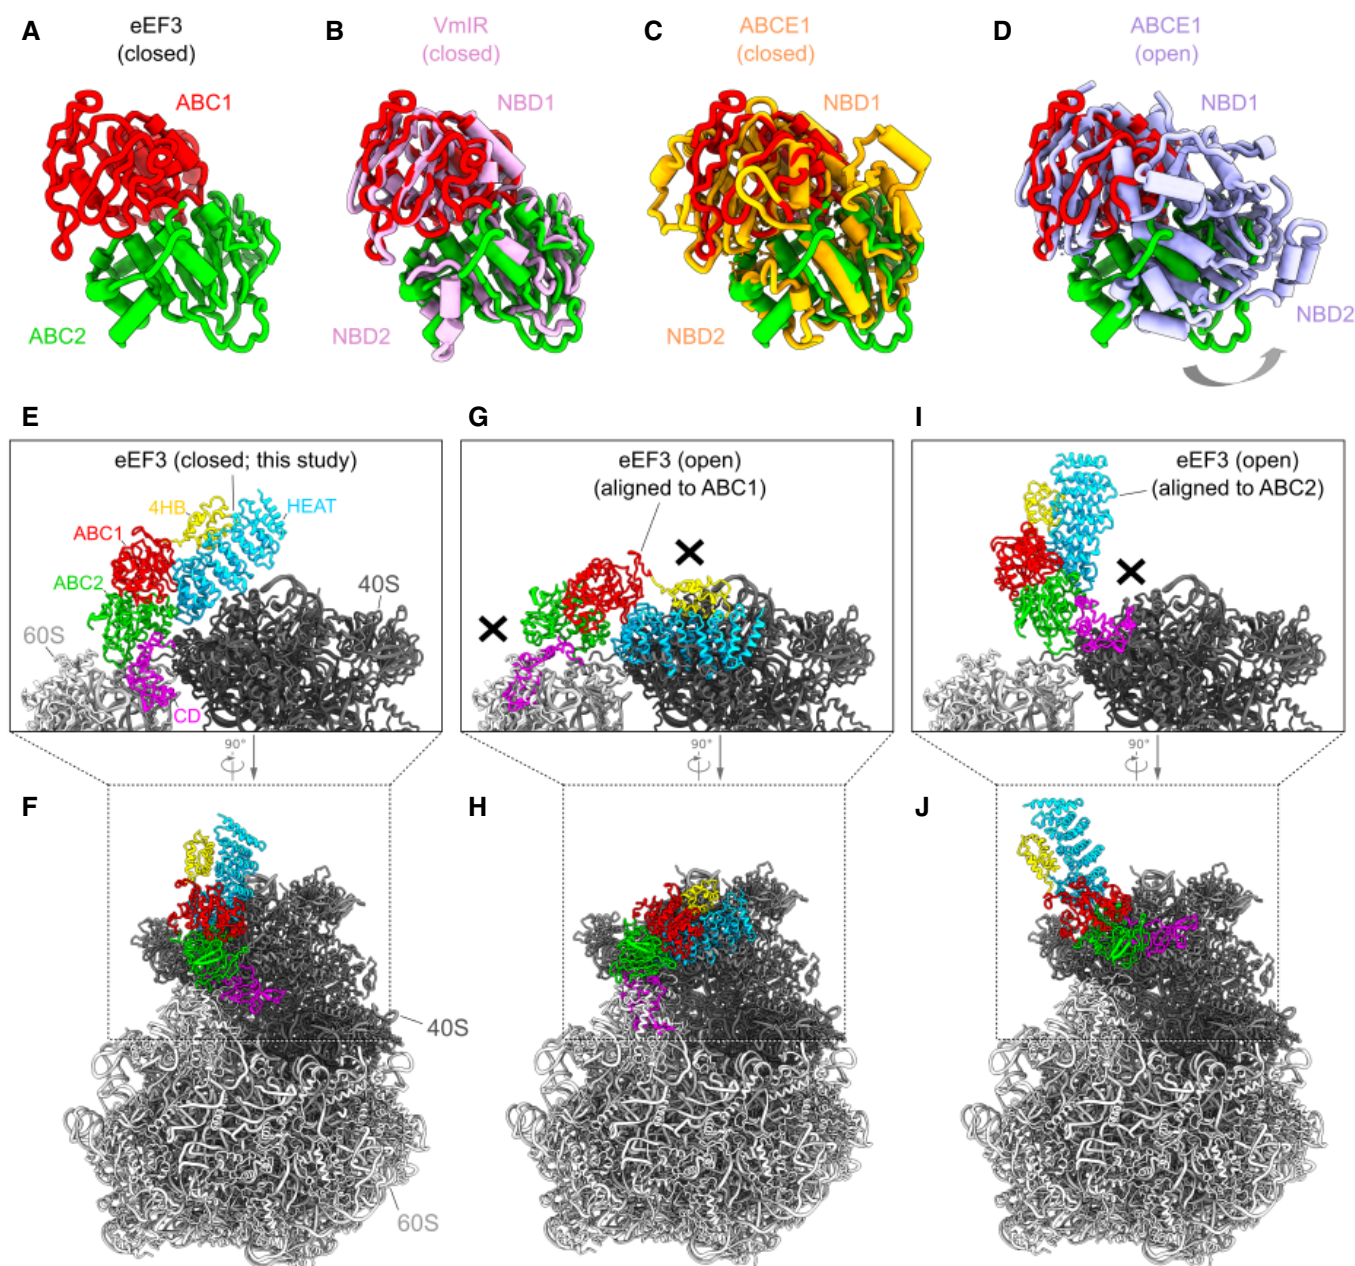 A
eEF3
(closed)
ABC1
ABC2
B
VmlR
(closed)
NBD1
NBD2
C
ABCE1
(closed)
NBD1
NBD2
D
ABCE1
(open)
NBD1
NBD2
E
eEF3 (closed; this study)
4HB
HEAT
ABC1
ABC2
40S
60S
CD
90°
G
eEF3 (open)
(aligned to ABC1)
90°
I
eEF3 (open)
(aligned to ABC2)
90°
F
40S
60S
H
J